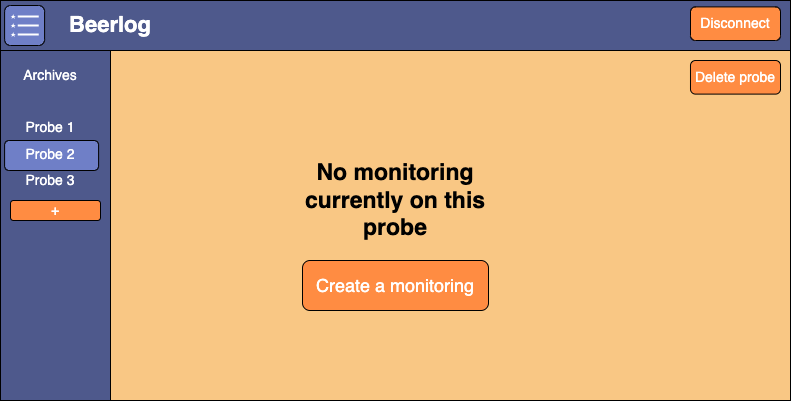 Beerlog
Disconnect
Archives
Delete probe
Probe 1
Probe 2
Probe 3
+
No monitoring
currently on this
probe
Create a monitoring